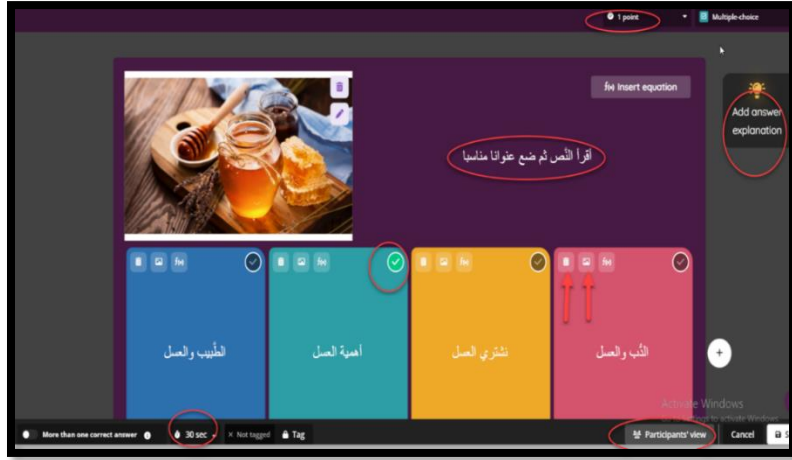 1 point
Multiple-choice
Insert equation
Add answer
explanation
أقرأ النَّص ثم ضع عنوانا مناسبا
الطَّبيب والعسل
أهمية العسل
نشتري العسل
الدُّب والعسل
Activate Windows
More than one correct answer
30 sec
× Not tagged
Tag
Participants' view
Cancel